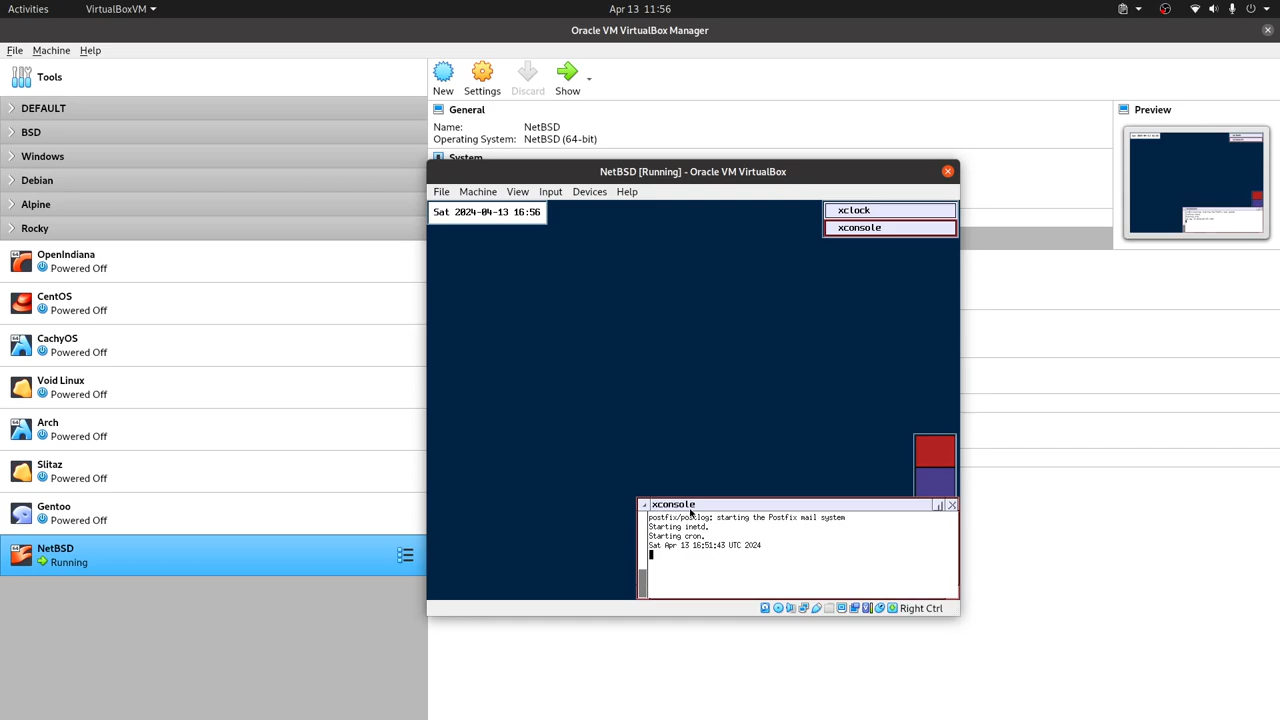 Activities
VirtualBoxVM
Apr 13 11:56
Oracle VM VirtualBox Manager
File Machine Help
Tools
New Settings Discard Show
DEFAULT
BSD
Windows
Debian
Alpine
Rocky
OpenIndiana
Powered Off
CentOS
Powered Off
CachyOS
Powered Off
Void Linux
Powered Off
Arch
Powered Off
Slitaz
Powered Off
Gentoo
Powered Off
NetBSD
Running
General
Name: NetBSD
Operating System: NetBSD (64-bit)
System
Preview
NetBSD [Running] - Oracle VM VirtualBox
File Machine View Input Devices Help
Sat 2024-04-13 16:56
xclock
xconsole
xconsole
postfix/postlog: starting the Postfix mail system
Starting inetd.
Starting cron.
Sat Apr 13 16:51:43 UTC 2024
Right Ctrl